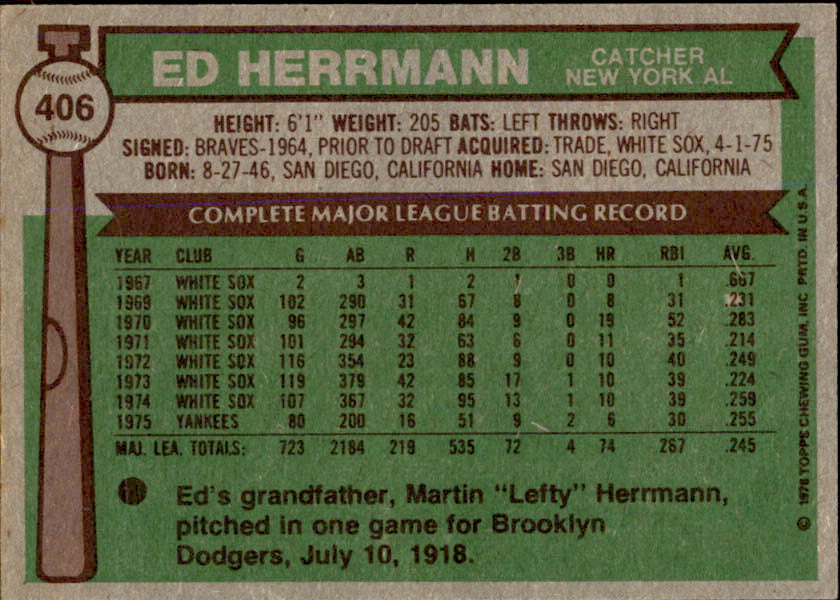 406
ED HERRMANN
CATCHER
NEW YORK AL
HEIGHT: 6'1" WEIGHT: 205 BATS: LEFT THROWS: RIGHT
SIGNED: BRAVES-1964, PRIOR TO DRAFT ACQUIRED: TRADE, WHITE SOX, 4-1-75
BORN: 8-27-46, SAN DIEGO, CALIFORNIA HOME: SAN DIEGO, CALIFORNIA
COMPLETE MAJOR LEAGUE BATTING RECORD
YEAR CLUB G AB R H 2B 3B HR RBI AVG.
1967 WHITE SOX 2 3 1 2 1 0 0 1 .667
1969 WHITE SOX 102 290 31 67 8 0 8 31 .231
1970 WHITE SOX 96 297 42 84 9 0 19 52 .283
1971 WHITE SOX 101 294 32 63 6 0 11 35 .214
1972 WHITE SOX 116 354 23 88 9 0 10 40 .249
1973 WHITE SOX 119 379 42 85 17 1 10 39 .224
1974 WHITE SOX 107 367 32 95 13 1 10 39 .259
1975 YANKEES 80 200 16 51 9 2 6 30 .255
MAJ. LEA. TOTALS: 723 2184 219 535 72 4 74 267 .245
Ed's grandfather, Martin "Lefty" Herrmann,
pitched in one game for Brooklyn
Dodgers, July 10, 1918.
© 1976 TOPPS CHEWING GUM, INC. PRTD. IN U.S.A.